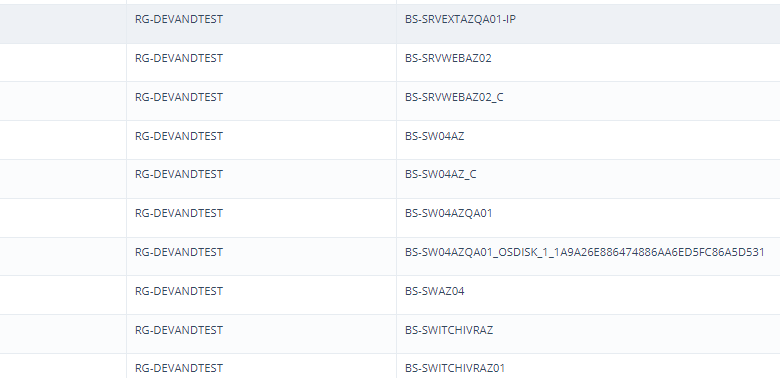 RG-DEVANDTEST BS-SRVEXTAZQA01-IP
RG-DEVANDTEST BS-SRVWEBAZ02
RG-DEVANDTEST BS-SRVWEBAZ02_C
RG-DEVANDTEST BS-SW04AZ
RG-DEVANDTEST BS-SW04AZ_C
RG-DEVANDTEST BS-SW04AZQA01
RG-DEVANDTEST BS-SW04AZQA01_OSDISK_1_1A9A26E886474886AA6ED5FC86A5D531
RG-DEVANDTEST BS-SWAZ04
RG-DEVANDTEST BS-SWITCHIVRAZ
RG-DEVANDTEST BS-SWITCHIVRAZ01